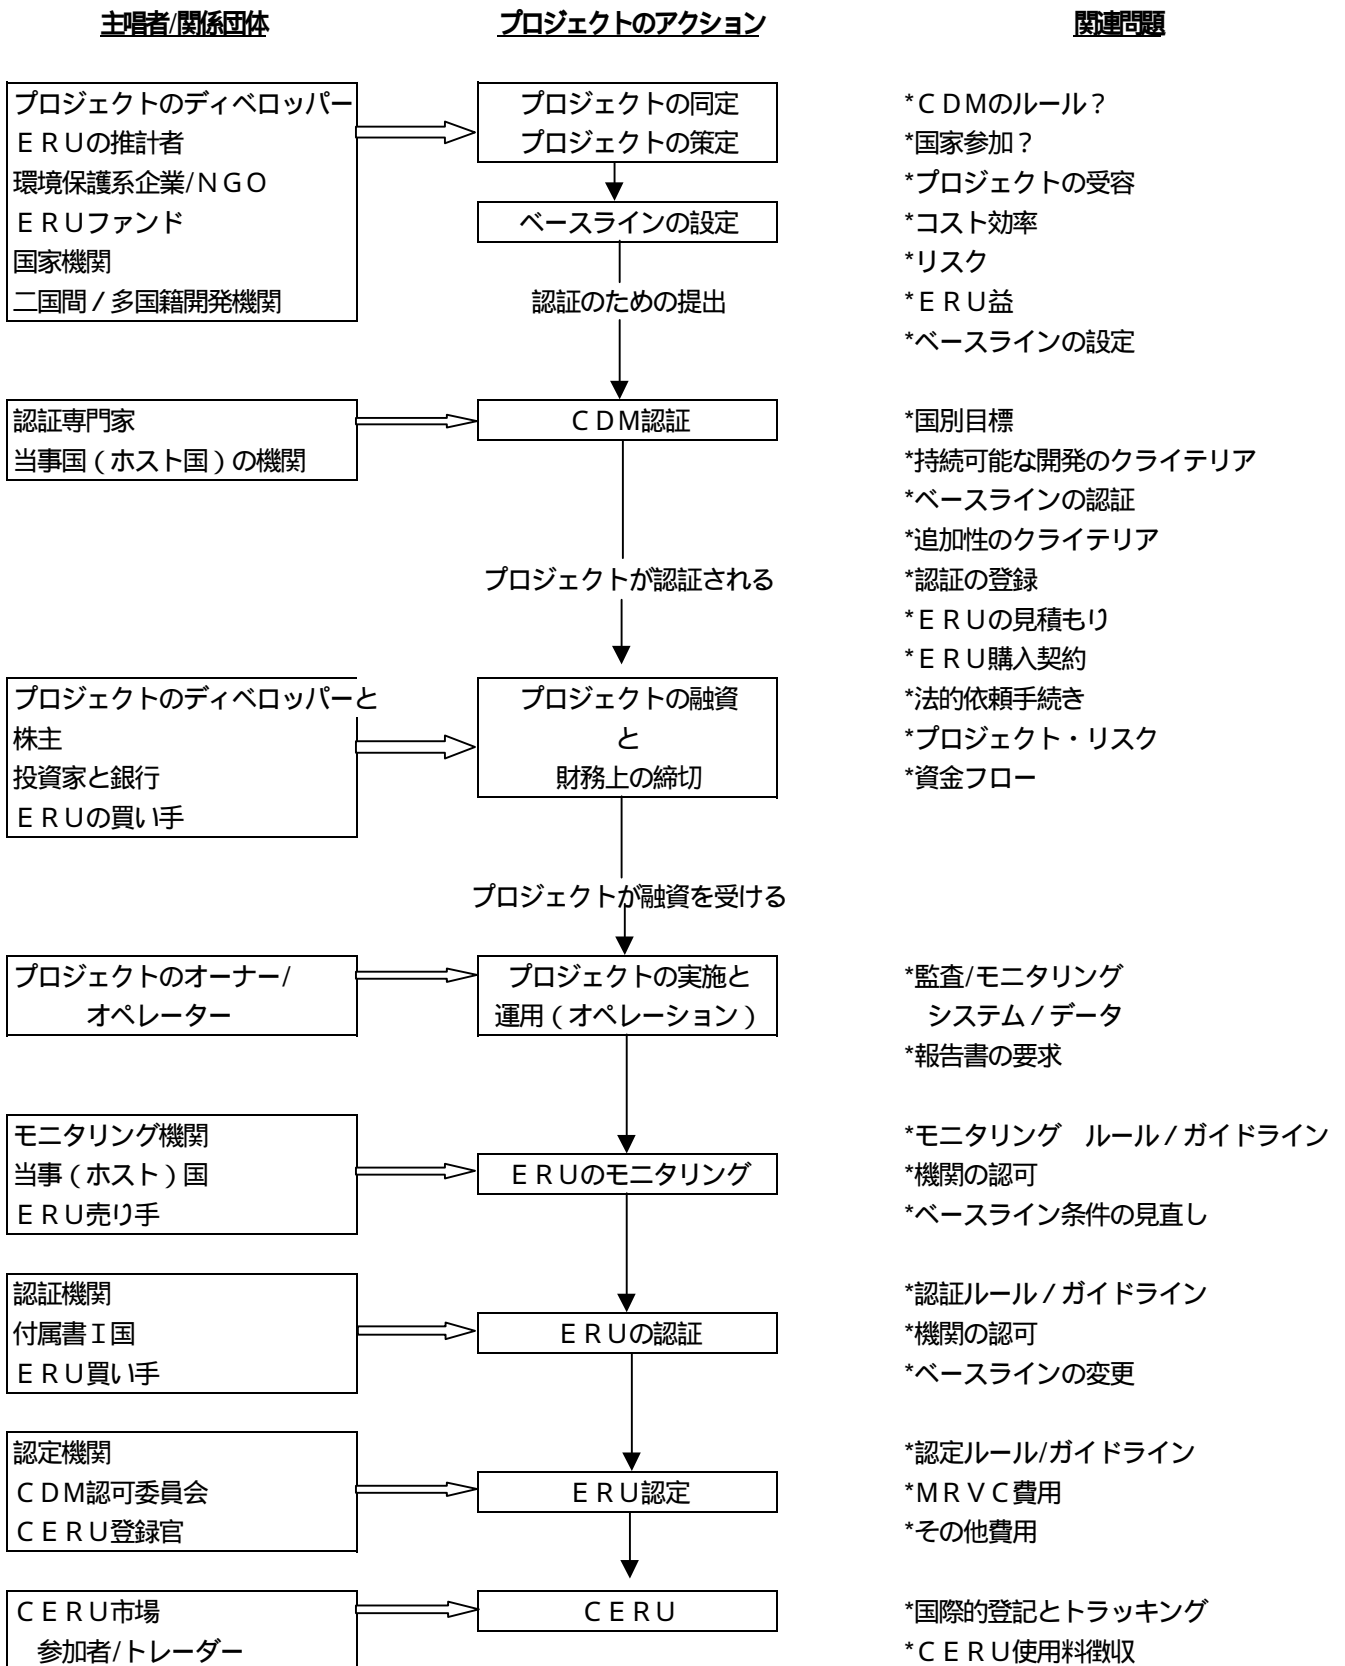 主唱者/関係団体
プロジェクトのアクション
関連問題
プロジェクトのディベロッパー
ＥＲＵの推計者
環境保護系企業/ＮＧＯ
ＥＲＵファンド
国家機関
二国間／多国籍開発機関
プロジェクトの同定
プロジェクトの策定
ベースラインの設定
認証のための提出
*ＣＤＭのルール？
*国家参加？
*プロジェクトの受容
*コスト効率
*リスク
*ＥＲＵ益
*ベースラインの設定
認証専門家
当事国（ホスト国）の機関
ＣＤＭ認証
プロジェクトが認証される
*国別目標
*持続可能な開発のクライテリア
*ベースラインの認証
*追加性のクライテリア
*認証の登録
*ＥＲＵの見積もり
*ＥＲＵ購入契約
*法的依頼手続き
*プロジェクト・リスク
*資金フロー
プロジェクトのディベロッパーと
株主
投資家と銀行
ＥＲＵの買い手
プロジェクトの融資
と
財務上の締切
プロジェクトが融資を受ける
プロジェクトのオーナー/
オペレーター
プロジェクトの実施と
運用（オペレーション）
*監査/モニタリング
システム／データ
*報告書の要求
モニタリング機関
当事（ホスト）国
ＥＲＵ売り手
ＥＲＵのモニタリング
*モニタリング　ルール／ガイドライン
*機関の認可
*ベースライン条件の見直し
認証機関
付属書Ｉ国
ＥＲＵ買い手
ＥＲＵの認証
*認証ルール／ガイドライン
*機関の認可
*ベースラインの変更
認定機関
ＣＤＭ認可委員会
ＣＥＲＵ登録官
ＥＲＵ認定
*認定ルール/ガイドライン
*ＭＲＶＣ費用
*その他費用
ＣＥＲＵ市場
参加者/トレーダー
ＣＥＲＵ
*国際的登記とトラッキング
*ＣＥＲＵ使用料徴収